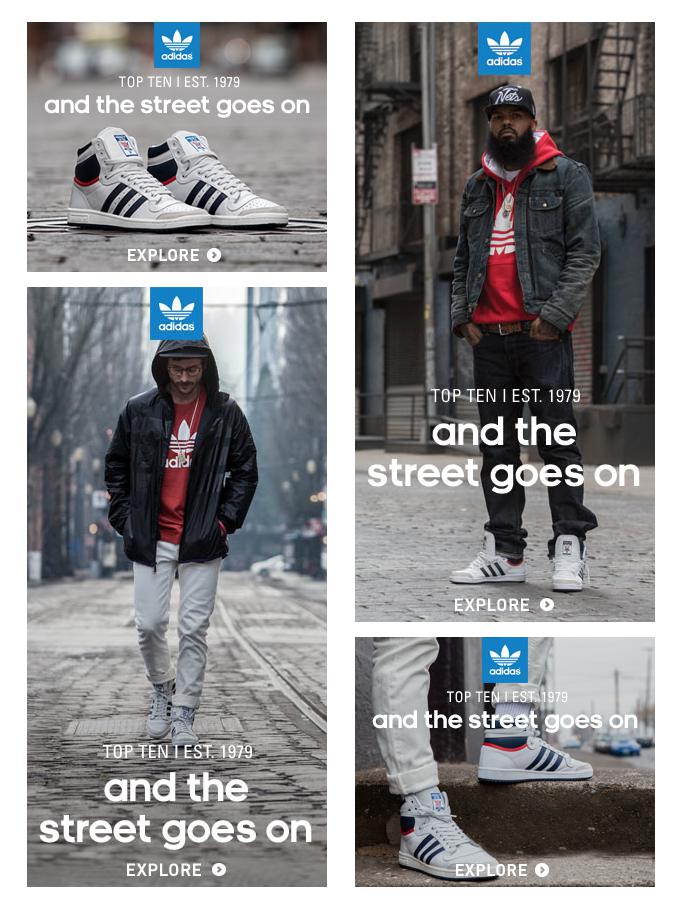 adidas
TOP TEN | EST. 1979
and the street goes on
EXPLORE
adidas
Nets
TOP TEN | EST. 1979
and the
street goes on
EXPLORE
adidas
adidas
TOP TEN | EST. 1979
and the
street goes on
EXPLORE
adidas
TOP TEN | EST. 1979
and the street goes on
EXPLORE